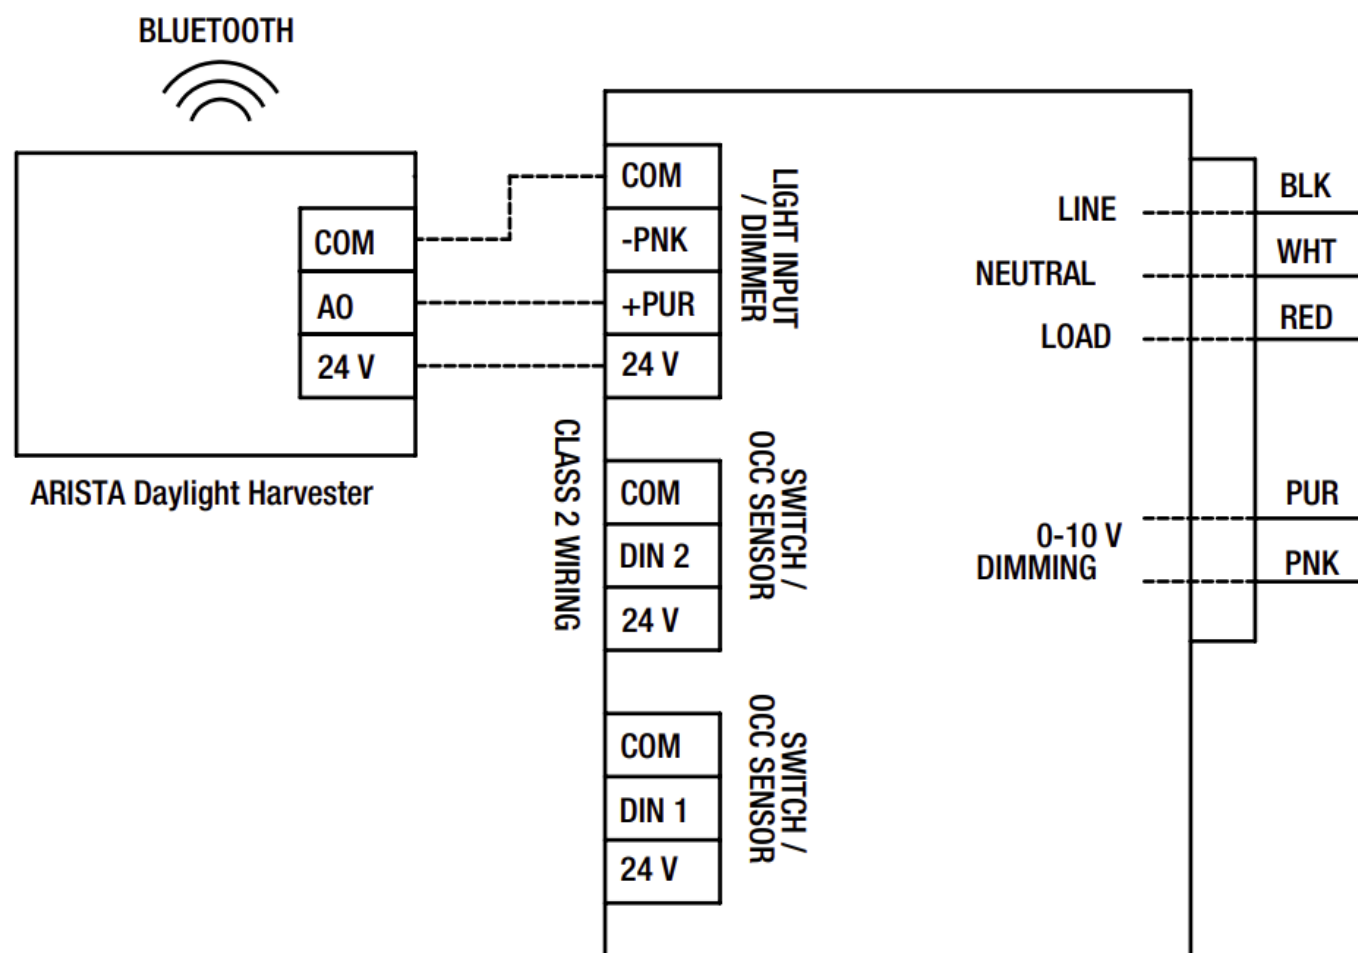 BLUETOOTH
COM
AO
24 V
ARISTA Daylight Harvester
COM
-PNK
+PUR
24 V
LIGHT INPUT
/ DIMMER
CLASS 2 WIRING
COM
DIN 2
24 V
SWITCH /
OCC SENSOR
COM
DIN 1
24 V
SWITCH /
OCC SENSOR
LINE
NEUTRAL
LOAD
0-10 V
DIMMING
BLK
WHT
RED
PUR
PNK